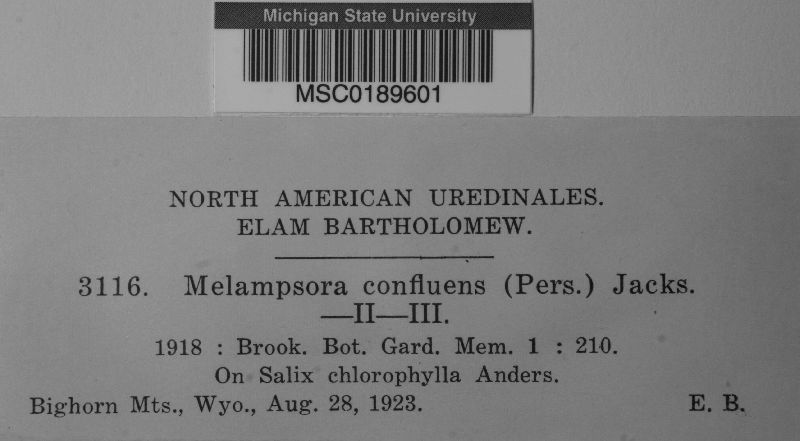 Michigan State University
MSC0189601
NORTH AMERICAN UREDINALES.
ELAM BARTHOLOMEW.
3116. Melampsora confluens (Pers.) Jacks.
—II—III.
1918 : Brook. Bot. Gard. Mem. 1 : 210.
On Salix chlorophylla Anders.
Bighorn Mts., Wyo., Aug. 28, 1923. E. B.